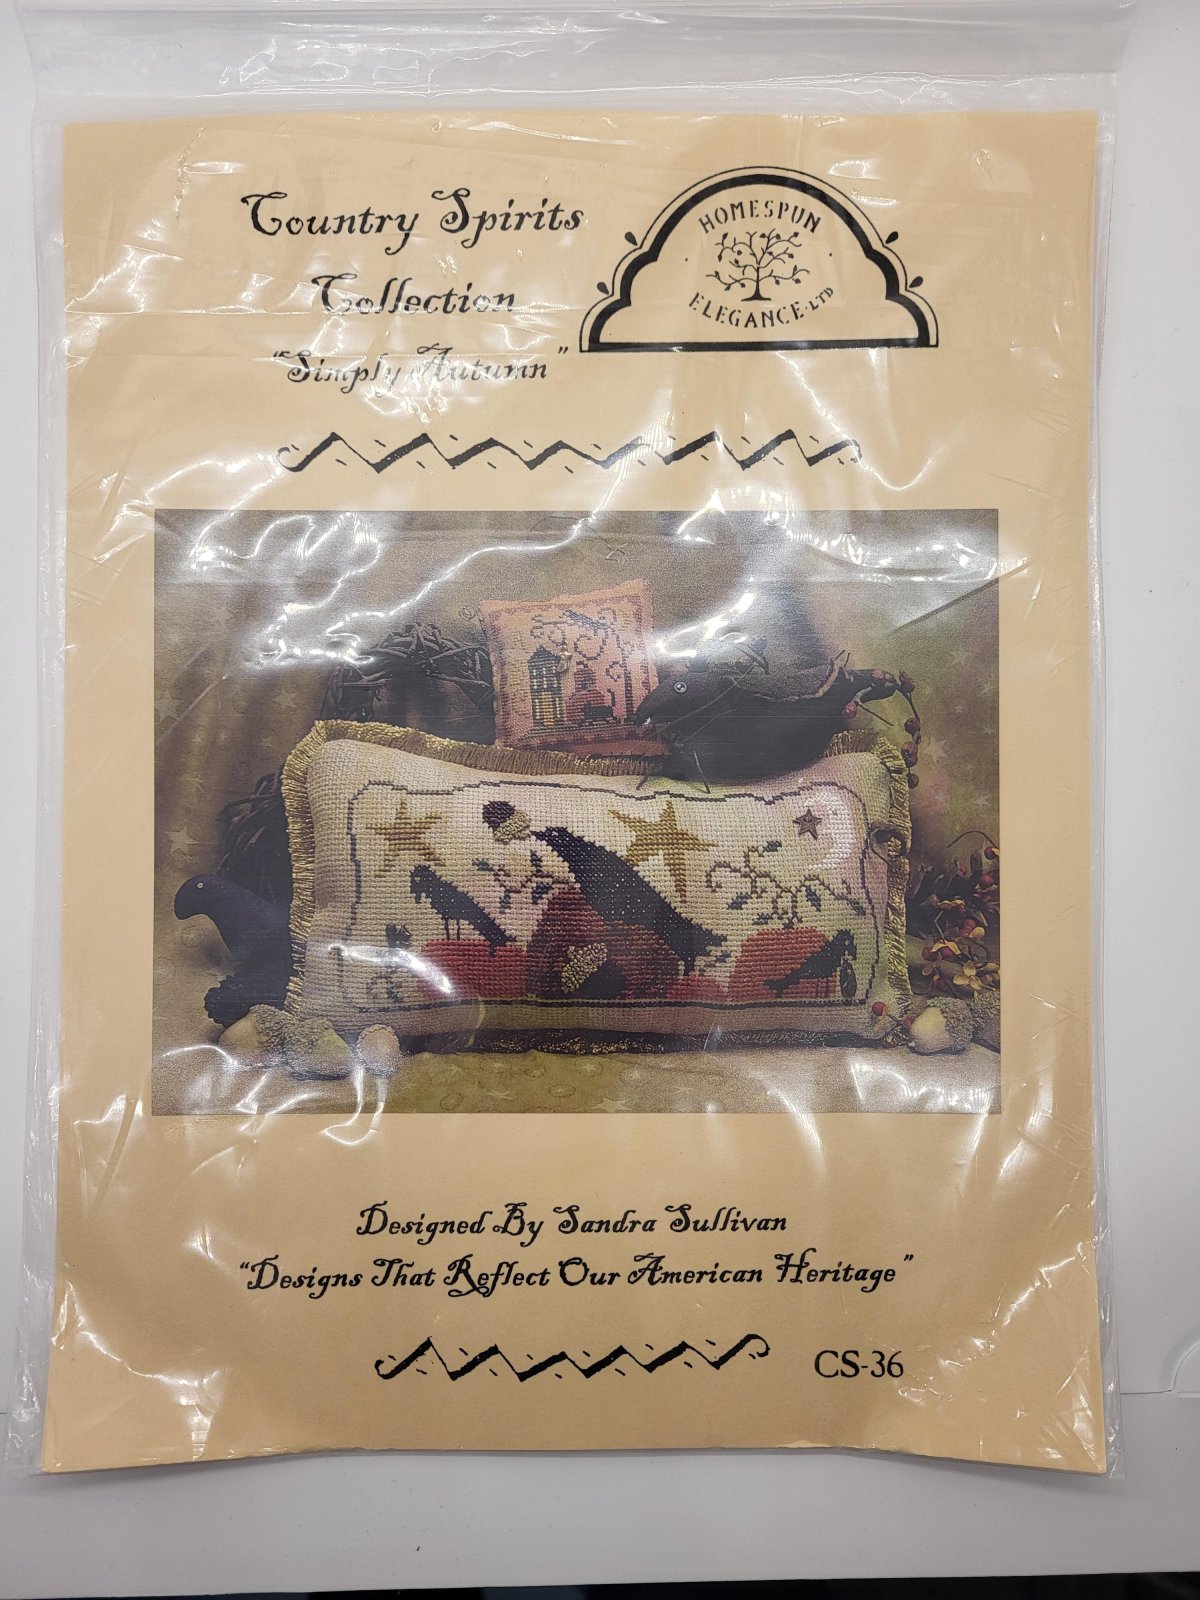 Country Spirits
Collection
"Simply Autumn"
HOMESPUN
ELEGANCE·LTD
Designed By Sandra Sullivan
"Designs That Reflect Our American Heritage"
CS-36